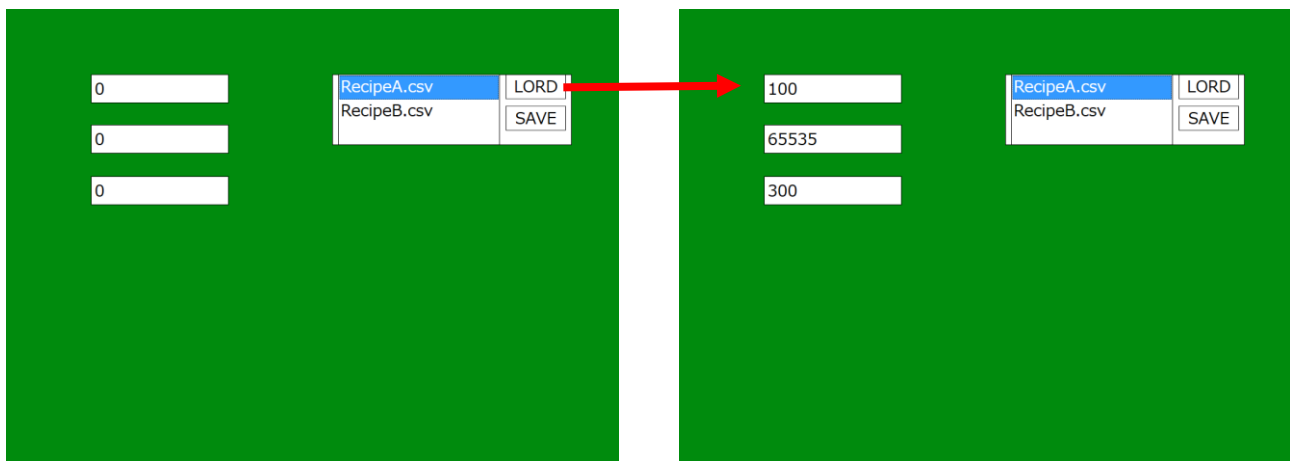 0
0
0
RecipeA.csv
RecipeB.csv
LORD
SAVE
100
65535
300
RecipeA.csv
RecipeB.csv
LORD
SAVE